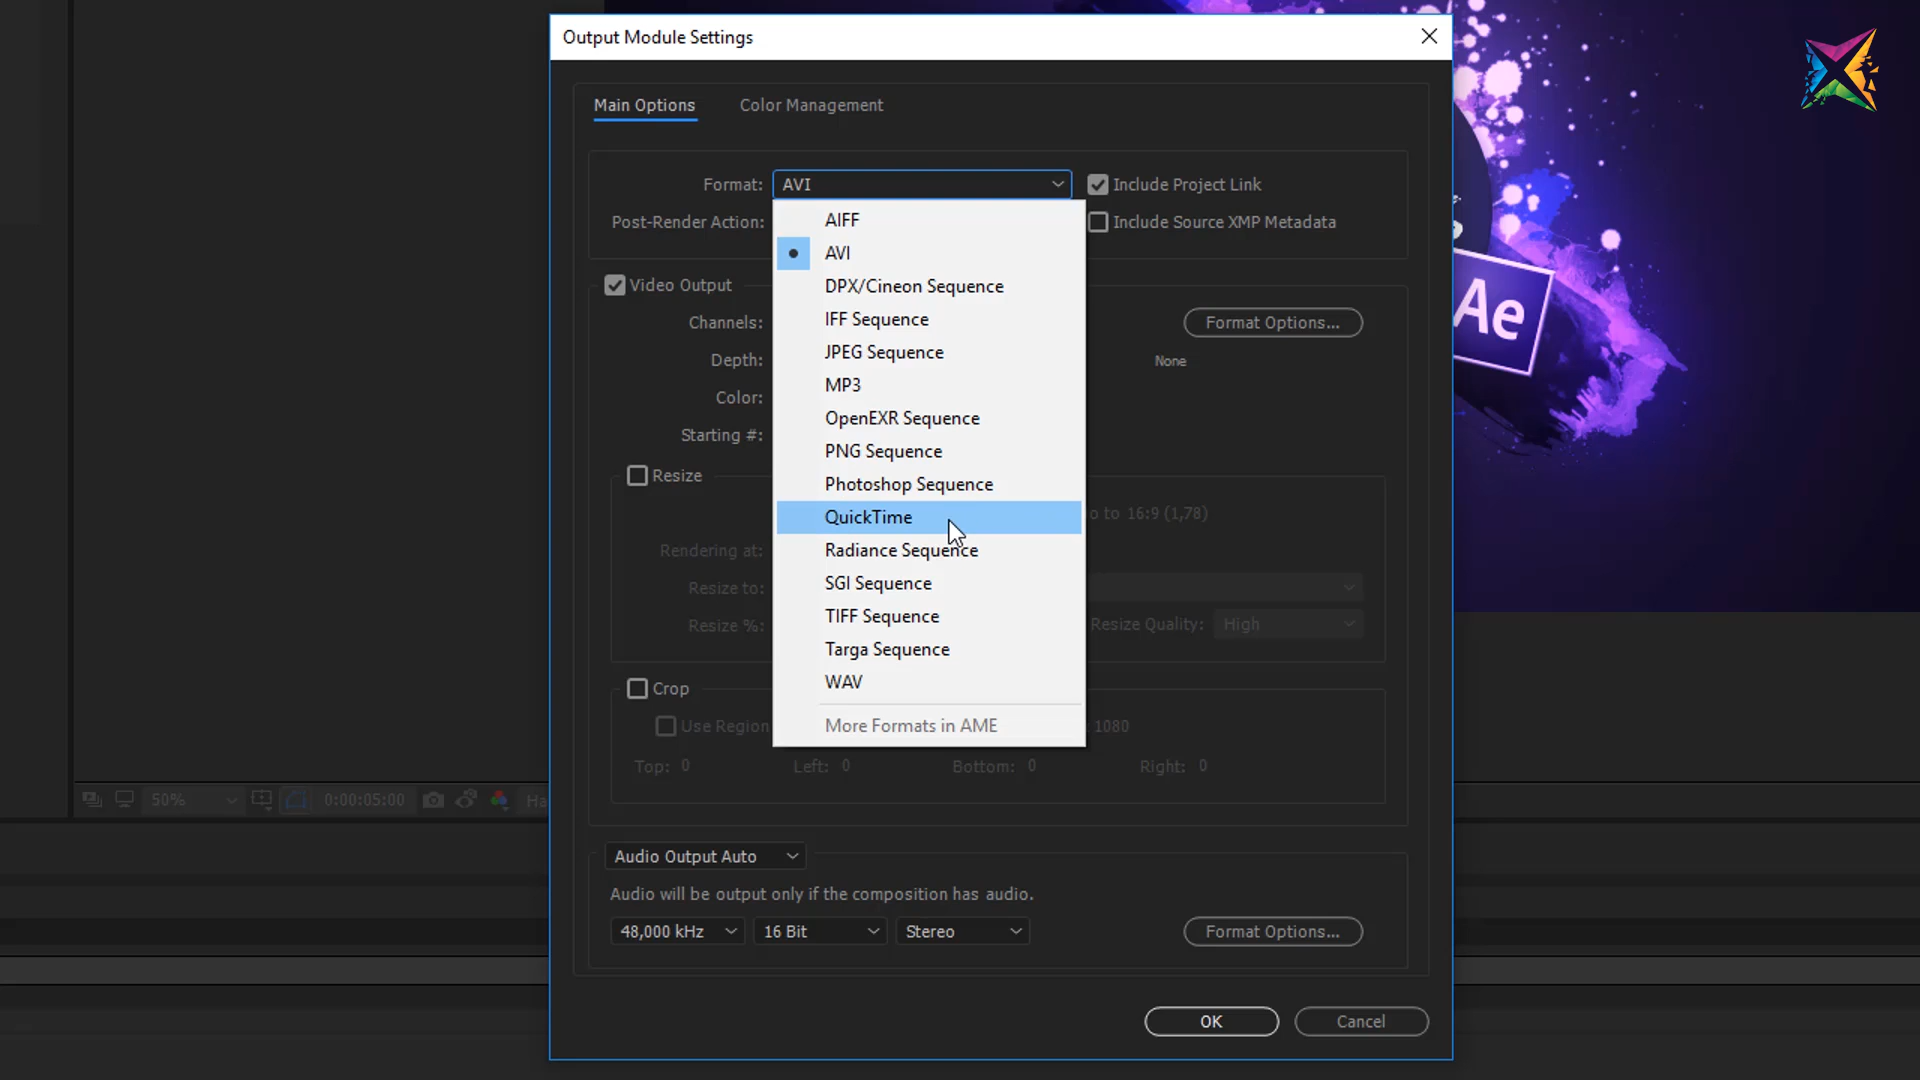 Output Module Settings
Main Options
Color Management
Format:
AVI
Include Project Link
Post-Render Action:
Include Source XMP Metadata
AIFF
AVI
DPX/Cineon Sequence
IFF Sequence
JPEG Sequence
MP3
OpenEXR Sequence
PNG Sequence
Photoshop Sequence
QuickTime
Radiance Sequence
SGI Sequence
TIFF Sequence
Targa Sequence
WAV
More Formats in AME
Video Output
Channels:
Format Options...
Depth:
None
Color:
Starting #:
Resize
o to 16:9 (1,78)
Rendering at:
Resize to:
Resize %:
Resize Quality:
High
Crop
Use Region
1080
Top: 0
Left: 0
Bottom: 0
Right: 0
Audio Output Auto
Audio will be output only if the composition has audio.
48,000 kHz
16 Bit
Stereo
Format Options...
OK
Cancel
50%
0:00:05:00
Ha
Ae